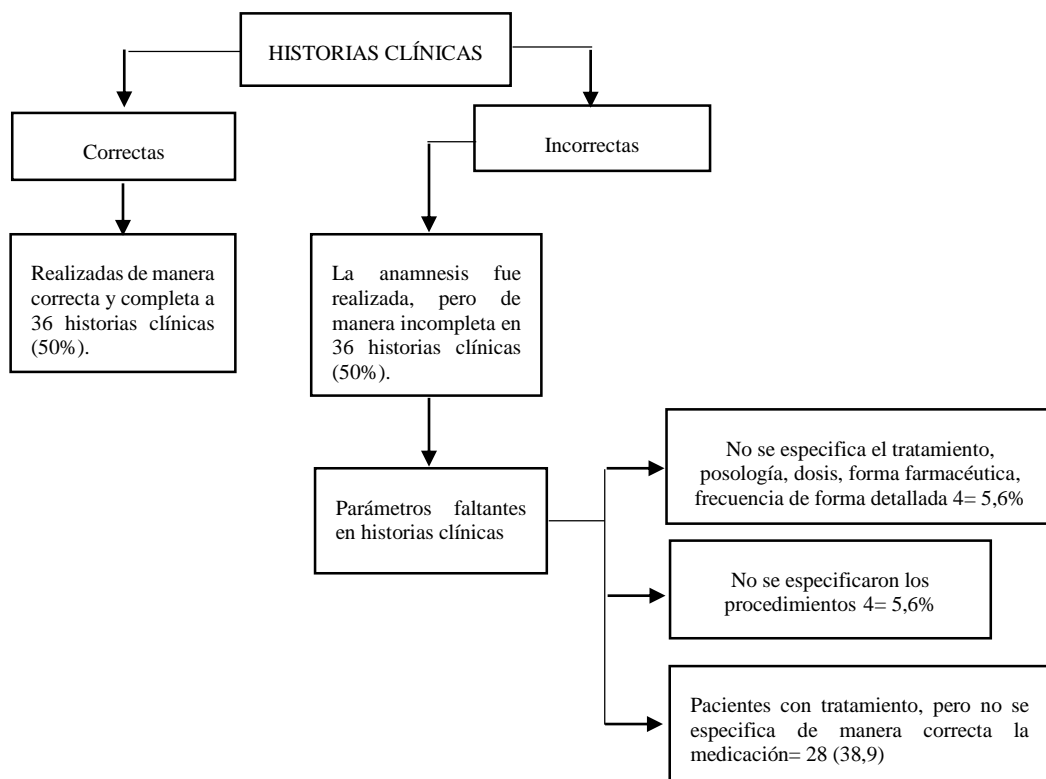 HISTORIAS CLÍNICAS
Correctas
Incorrectas
Realizadas de manera
correcta y completa a
36 historias clínicas
(50%).
La anamnesis fue
realizada, pero de
manera incompleta en
36 historias clínicas
(50%).
Parámetros faltantes
en historias clínicas
No se especifica el tratamiento,
posología, dosis, forma farmacéutica,
frecuencia de forma detallada 4= 5,6%
No se especificaron los
procedimientos 4= 5,6%
Pacientes con tratamiento, pero no se
especifica de manera correcta la
medicación= 28 (38,9)